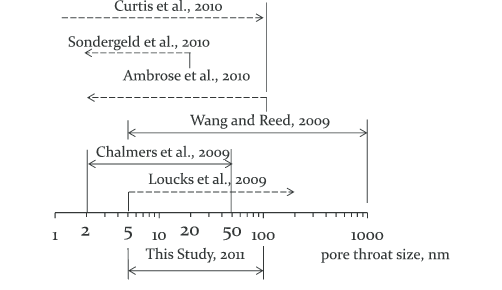 Curtis et al., 2010
Sondergeld et al., 2010
Ambrose et al., 2010
Wang and Reed, 2009
Chalmers et al., 2009
Loucks et al., 2009
1 2 5 10 20 50 100 1000
This Study, 2011
pore throat size, nm